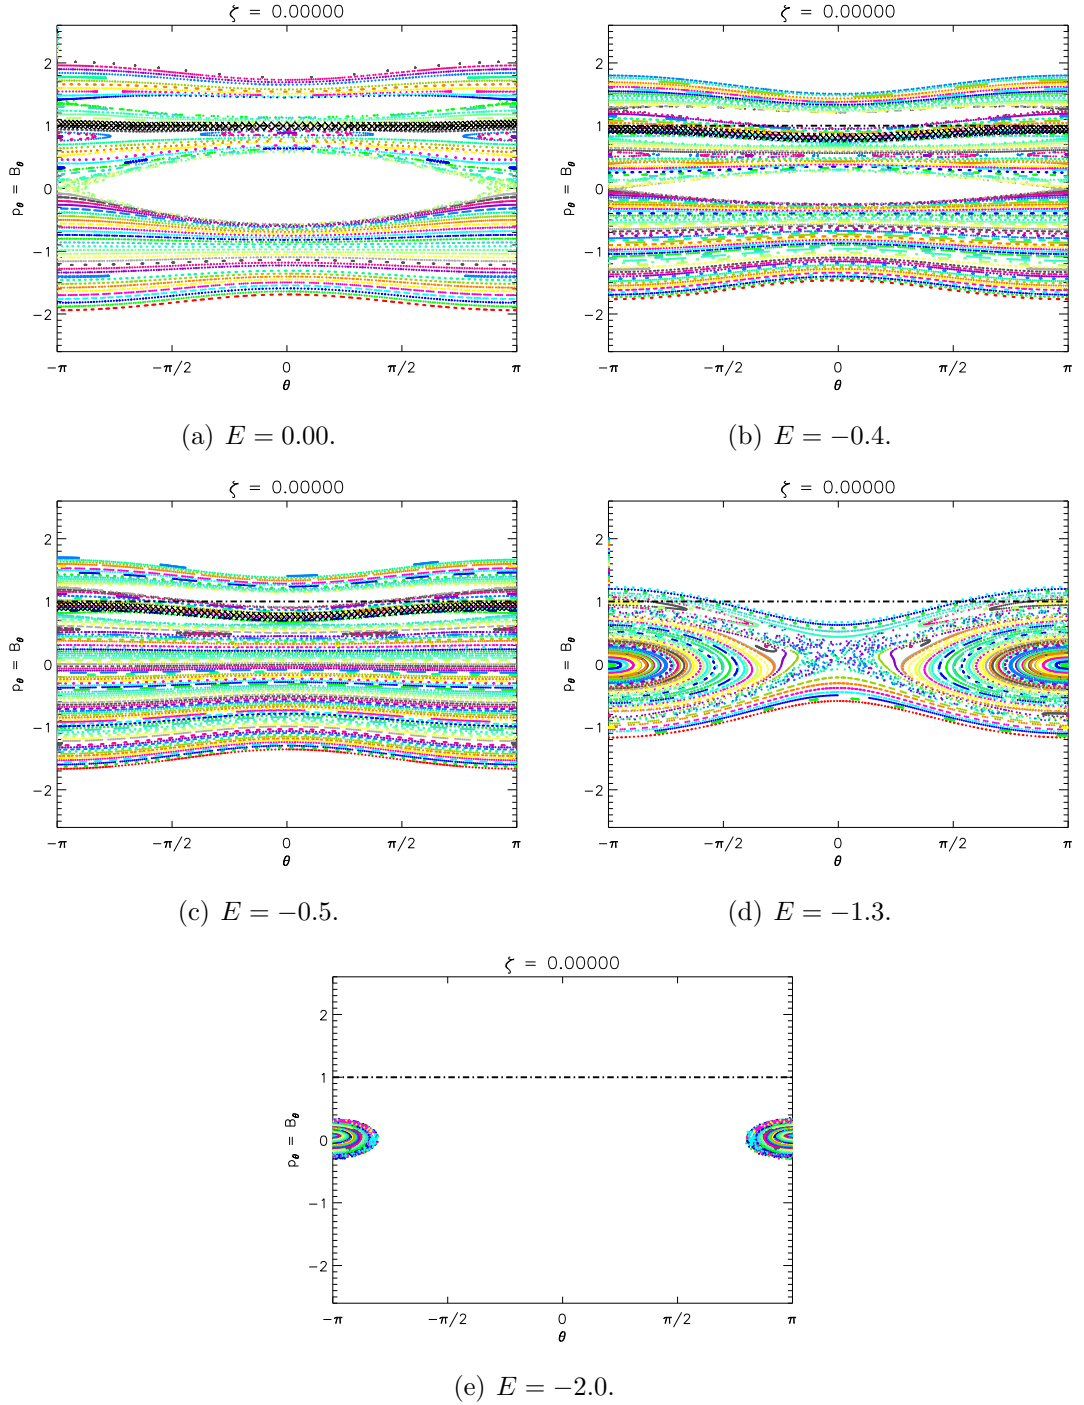 ζ = 0.00000 ζ = 0.00000
2 2
1 1
p_θ = B_θ p_θ = B_θ
0 0
−1 −1
−2 −2
−π −π/2 0 π/2 π −π −π/2 0 π/2 π
θ θ
(a) E = 0.00. (b) E = −0.4.
ζ = 0.00000 ζ = 0.00000
2 2
1 1
p_θ = B_θ p_θ = B_θ
0 0
−1 −1
−2 −2
−π −π/2 0 π/2 π −π −π/2 0 π/2 π
θ θ
(c) E = −0.5. (d) E = −1.3.
ζ = 0.00000
2
1
p_θ = B_θ
0
−1
−2
−π −π/2 0 π/2 π
θ
(e) E = −2.0.